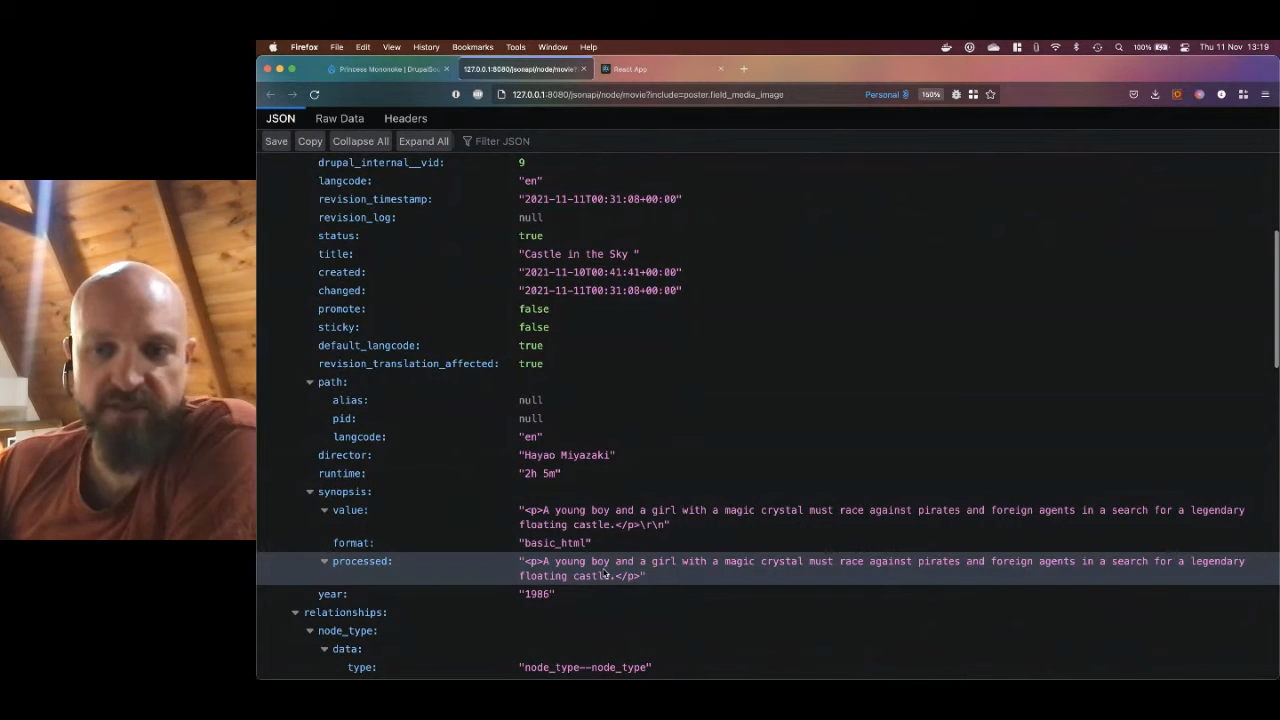 Firefox File Edit View History Bookmarks Tools Window Help 100% Thu 11 Nov 13:19
Princess Mononoke | DrupalSou 127.0.0.1:8080/jsonapi/node/movie? React App
127.0.0.1:8080/jsonapi/node/movie?include=poster.field_media_image Personal 150%
JSON Raw Data Headers
Save Copy Collapse All Expand All Filter JSON
drupal_internal__vid: 9
langcode: "en"
revision_timestamp: "2021-11-11T00:31:08+00:00"
revision_log: null
status: true
title: "Castle in the Sky "
created: "2021-11-10T00:41:41+00:00"
changed: "2021-11-11T00:31:08+00:00"
promote: false
sticky: false
default_langcode: true
revision_translation_affected: true
path:
alias: null
pid: null
langcode: "en"
director: "Hayao Miyazaki"
runtime: "2h 5m"
synopsis:
value: "<p>A young boy and a girl with a magic crystal must race against pirates and foreign agents in a search for a legendary
floating castle.</p>\r\n"
format: "basic_html"
processed: "<p>A young boy and a girl with a magic crystal must race against pirates and foreign agents in a search for a legendary
floating castle.</p>"
year: "1986"
relationships:
node_type:
data:
type: "node_type--node_type"